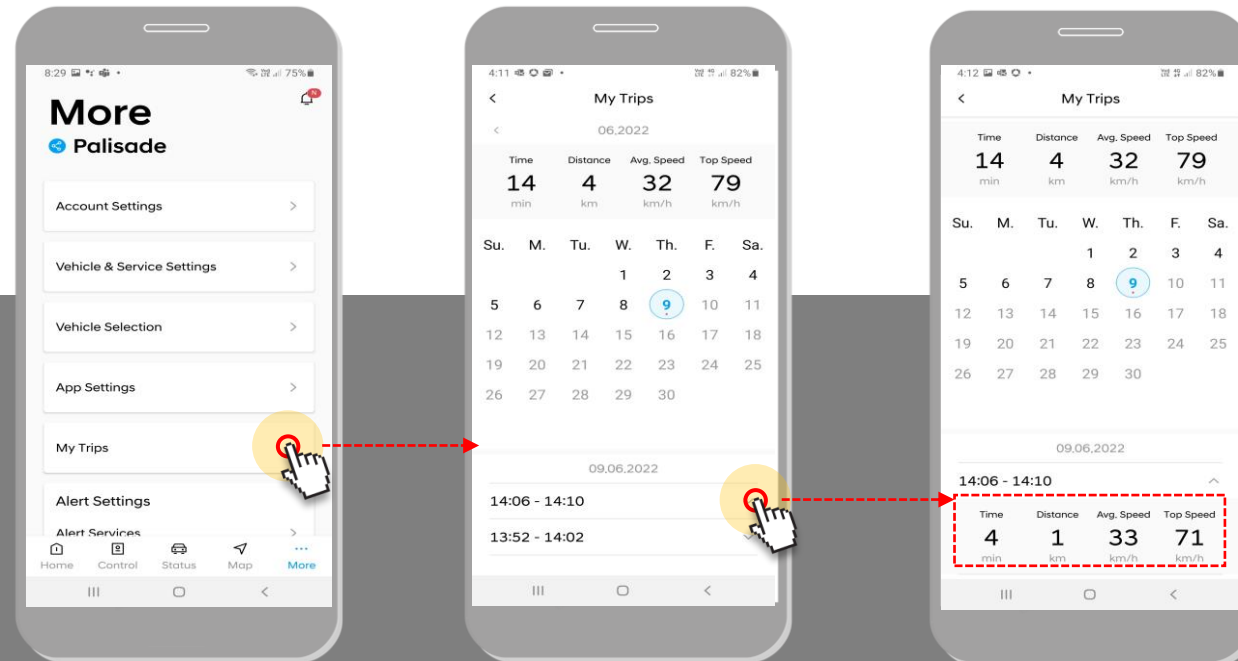 8:29 75%
More
N
Palisade
Account Settings
Vehicle & Service Settings
Vehicle Selection
App Settings
My Trips
Alert Settings
Alert Services
Home Control Status Map More
4:11 82%
My Trips
06,2022
Time Distance Avg. Speed Top Speed
14 4 32 79
min km km/h km/h
Su. M. Tu. W. Th. F. Sa.
1 2 3 4
5 6 7 8 9 10 11
12 13 14 15 16 17 18
19 20 21 22 23 24 25
26 27 28 29 30
09.06.2022
14:06 - 14:10
13:52 - 14:02
4:12 82%
My Trips
Time Distance Avg. Speed Top Speed
14 4 32 79
min km km/h km/h
Su. M. Tu. W. Th. F. Sa.
1 2 3 4
5 6 7 8 9 10 11
12 13 14 15 16 17 18
19 20 21 22 23 24 25
26 27 28 29 30
09.06.2022
14:06 - 14:10
Time Distance Avg. Speed Top Speed
4 1 33 71
min km km/h km/h